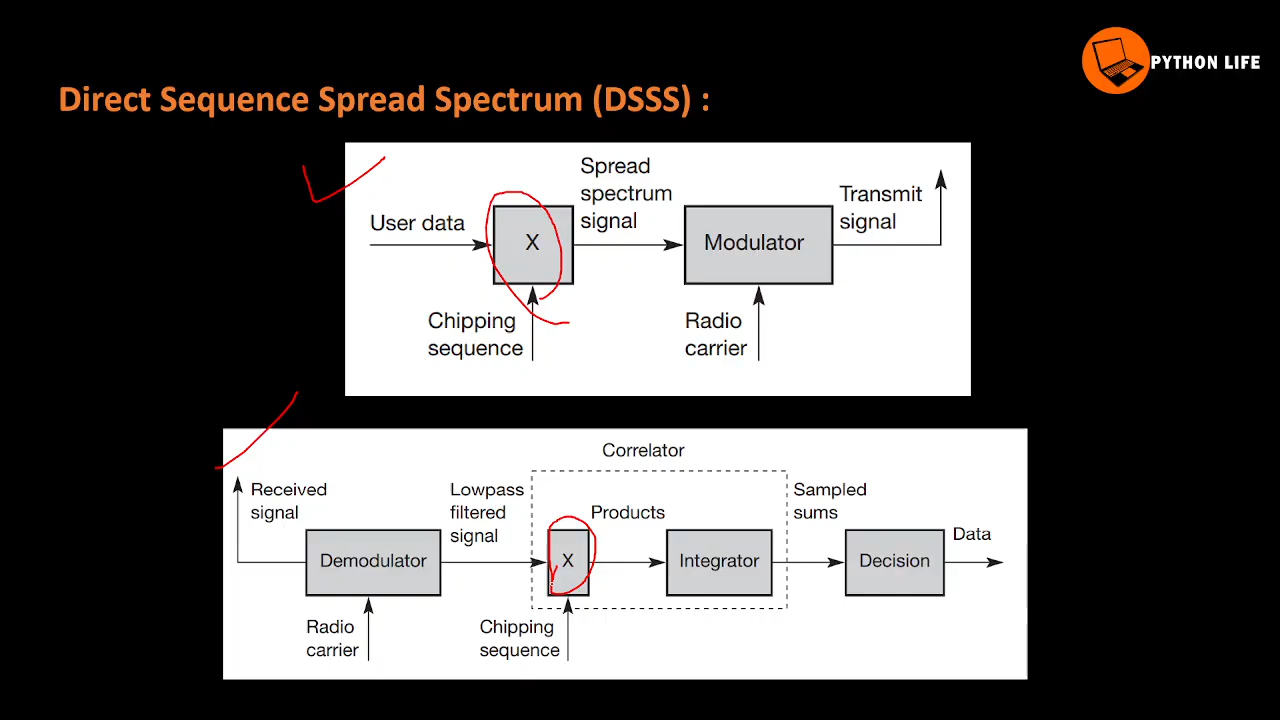 PYTHON LIFE
Direct Sequence Spread Spectrum (DSSS) :
User data
X
Chipping
sequence
Spread
spectrum
signal
Modulator
Radio
carrier
Transmit
signal
Correlator
Received
signal
Demodulator
Radio
carrier
Lowpass
filtered
signal
X
Chipping
sequence
Products
Integrator
Sampled
sums
Decision
Data